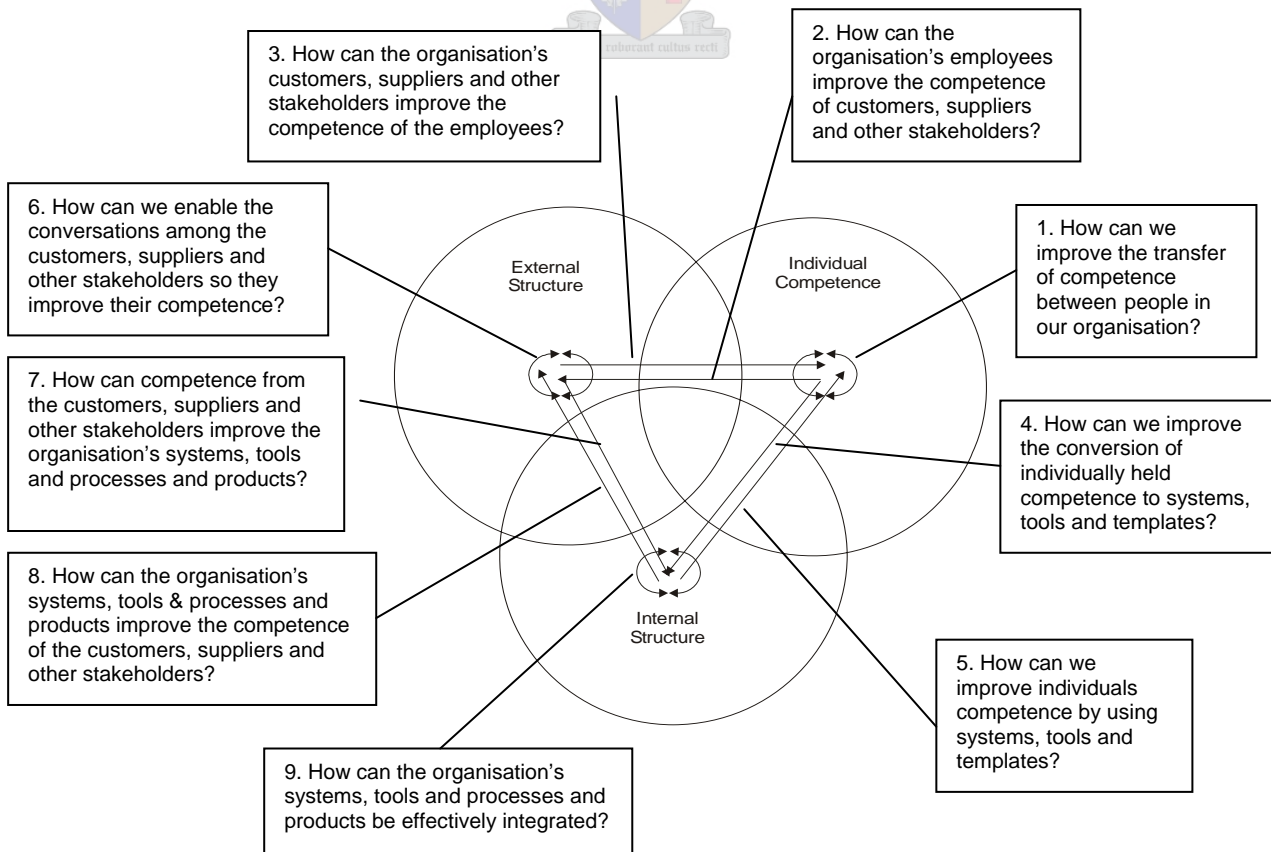 roborant cultus recti
3. How can the organisation's
customers, suppliers and other
stakeholders improve the
competence of the employees?
2. How can the
organisation's employees
improve the competence
of customers, suppliers
and other stakeholders?
6. How can we enable the
conversations among the
customers, suppliers and
other stakeholders so they
improve their competence?
External
Structure
Individual
Competence
1. How can we
improve the transfer
of competence
between people in
our organisation?
7. How can competence from
the customers, suppliers and
other stakeholders improve the
organisation's systems, tools
and processes and products?
4. How can we improve
the conversion of
individually held
competence to systems,
tools and templates?
8. How can the organisation's
systems, tools & processes and
products improve the competence
of the customers, suppliers and
other stakeholders?
Internal
Structure
5. How can we
improve individuals
competence by using
systems, tools and
templates?
9. How can the organisation's
systems, tools and processes and
products be effectively integrated?